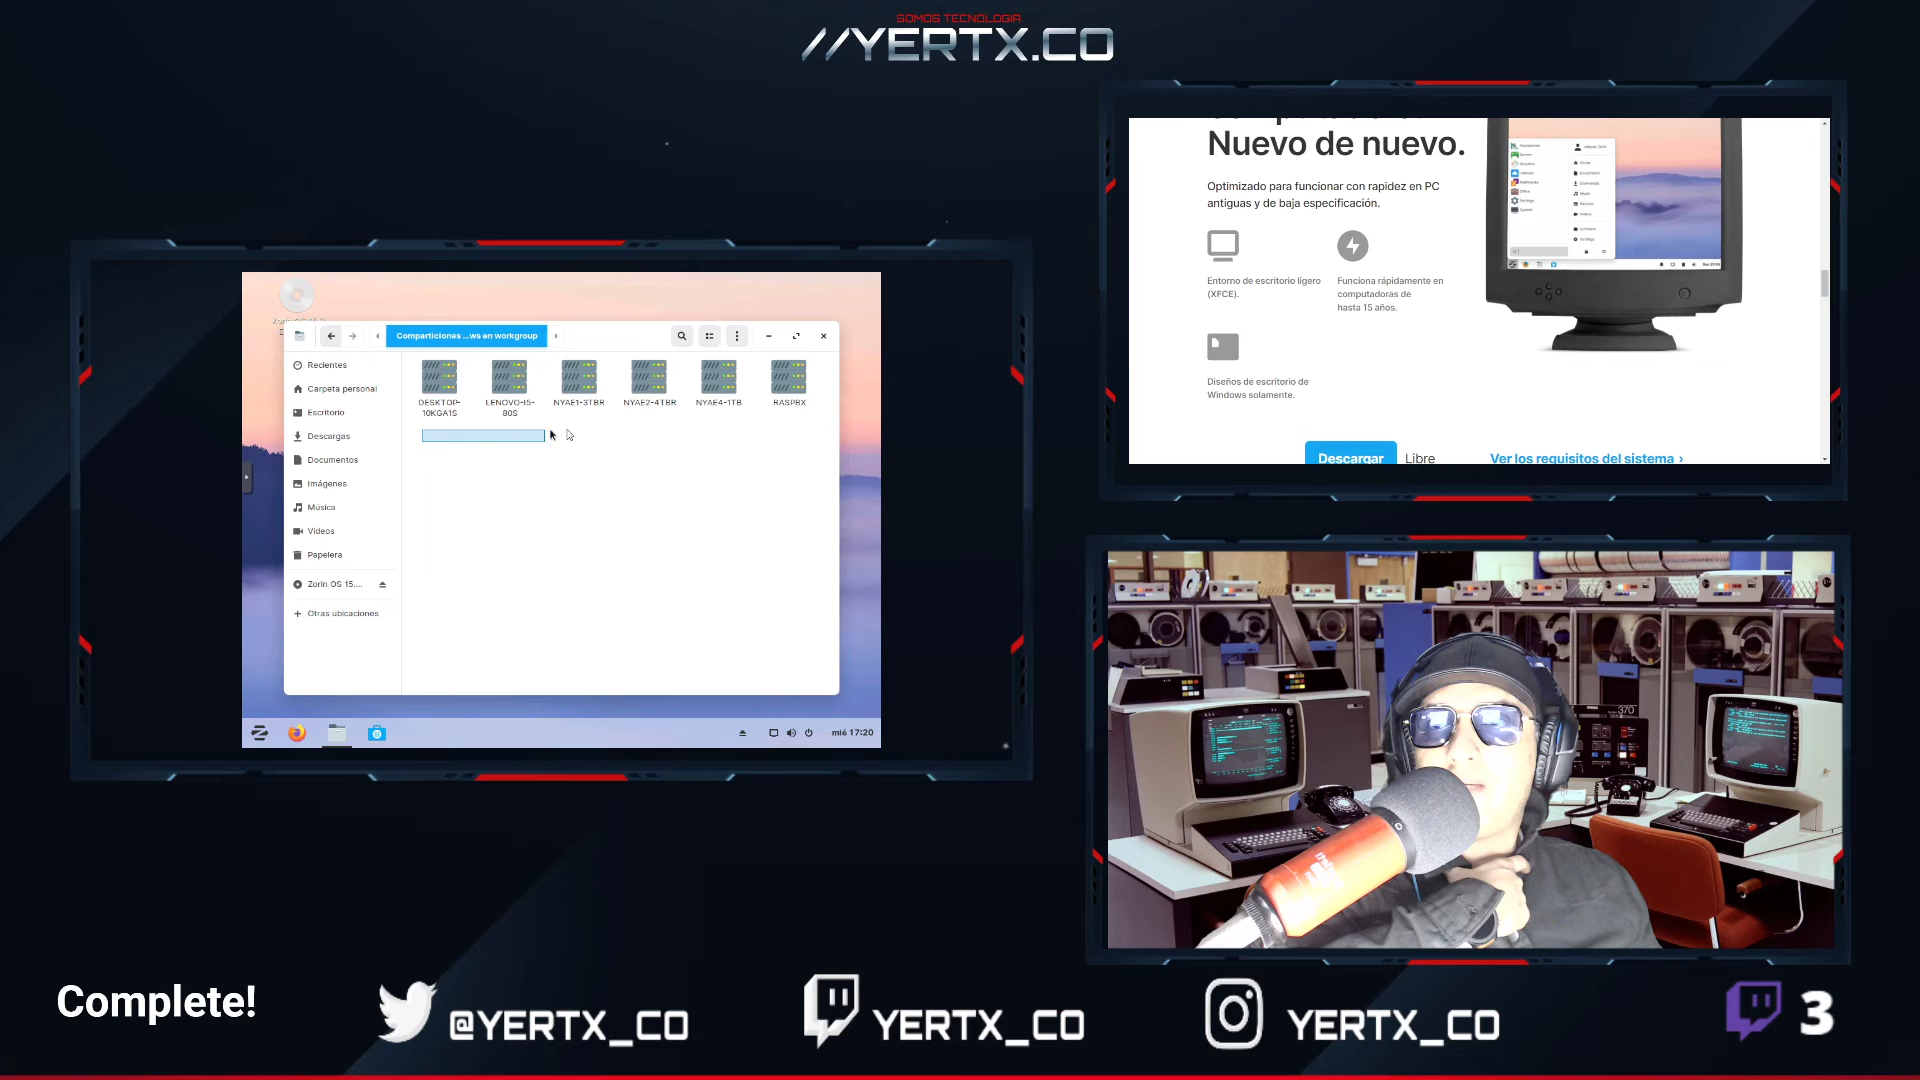 SOMOS TECNOLOGIA
//YERTX.CO
Nuevo de nuevo.
Optimizado para funcionar con rapidez en PC
antiguas y de baja especificación.
Entorno de escritorio ligero
(XFCE).
Funciona rápidamente en
computadoras de
hasta 15 años.
Diseños de escritorio de
Windows solamente.
Descargar
Libre
Ver los requisitos del sistema ›
Comparticiones ...ws en workgroup
Recientes
Carpeta personal
Escritorio
Descargas
Documentos
Imágenes
Música
Vídeos
Papelera
Zorin OS 15....
Otras ubicaciones
DESKTOP-
10KGA1S
LENOVO-I5-
80S
NYAE1-3TBR
NYAE2-4TBR
NYAE4-1TB
RASPBX
mié 17:20
370
Complete!
@YERTX_CO
YERTX_CO
YERTX_CO
3